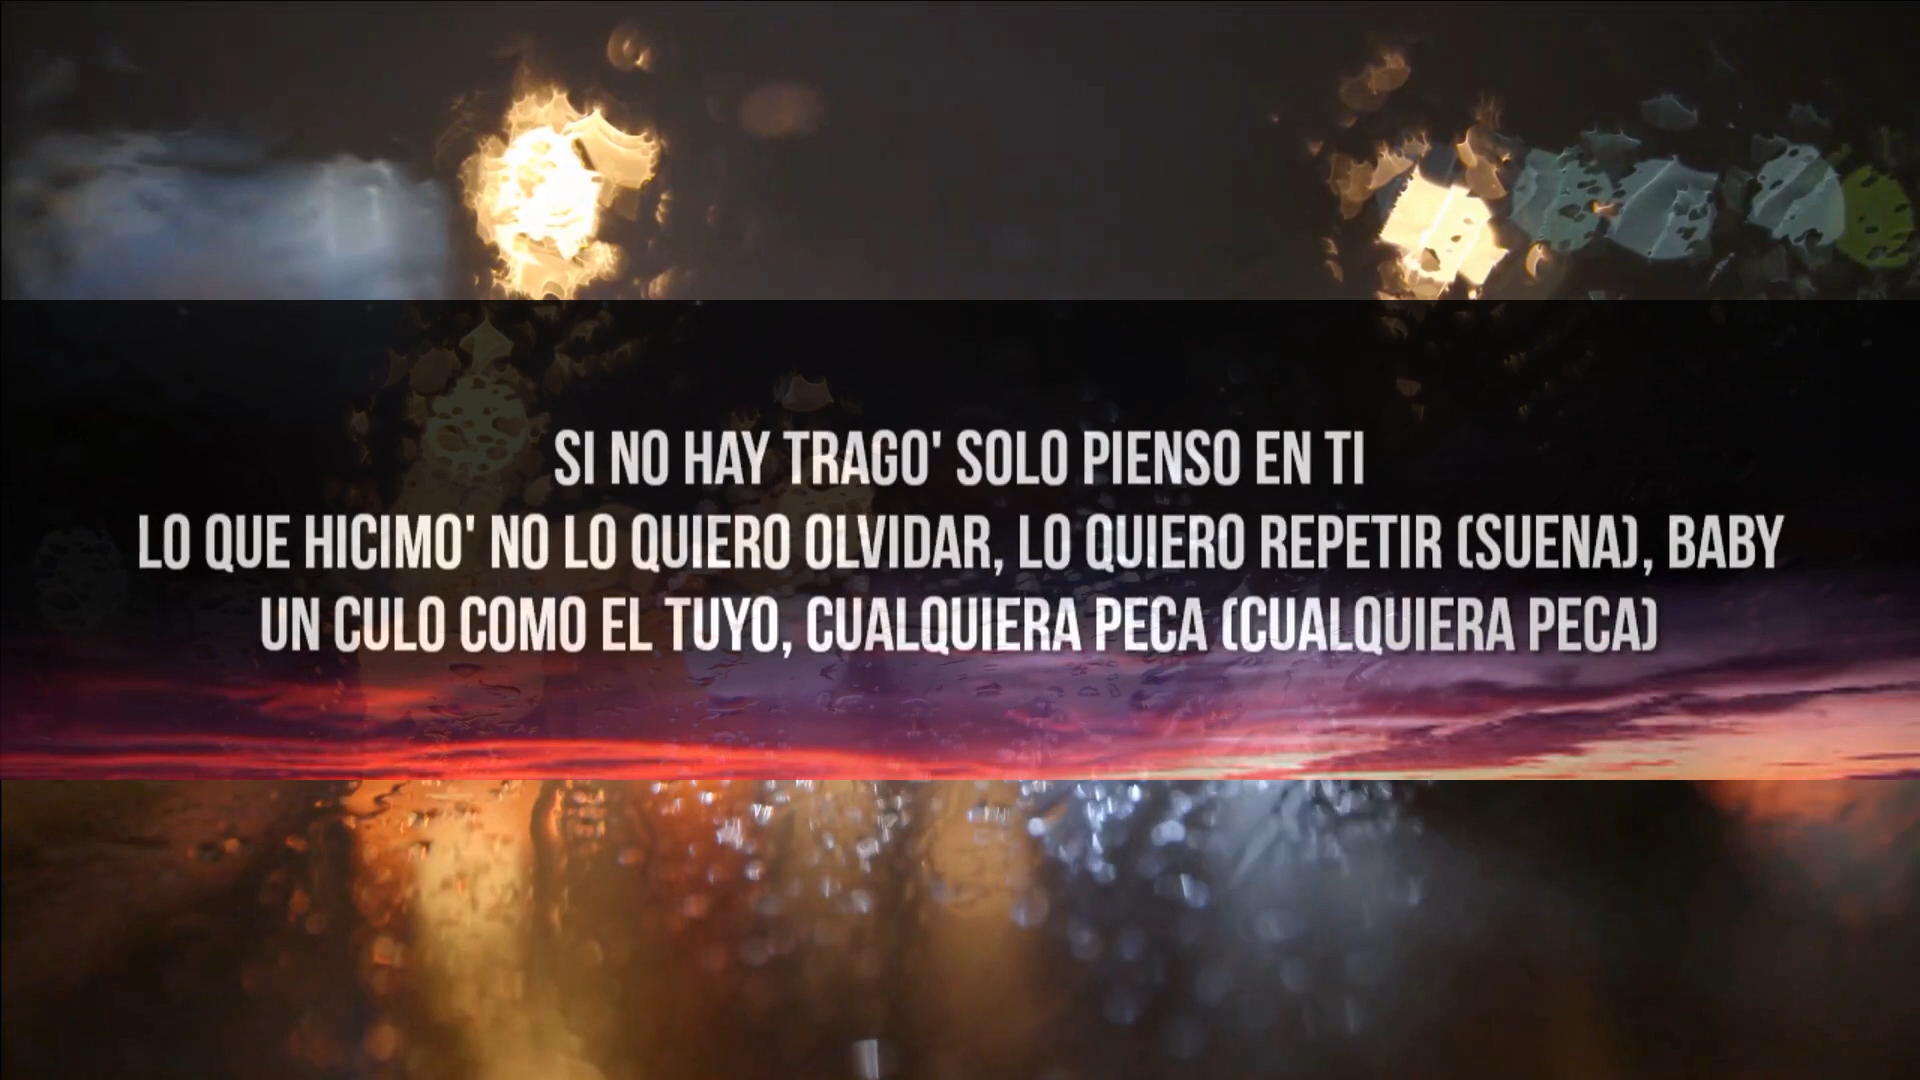 SI NO HAY TRAGO' SOLO PIENSO EN TI
LO QUE HICIMO' NO LO QUIERO OLVIDAR, LO QUIERO REPETIR (SUENA), BABY
UN CULO COMO EL TUYO, CUALQUIERA PECA (CUALQUIERA PECA)